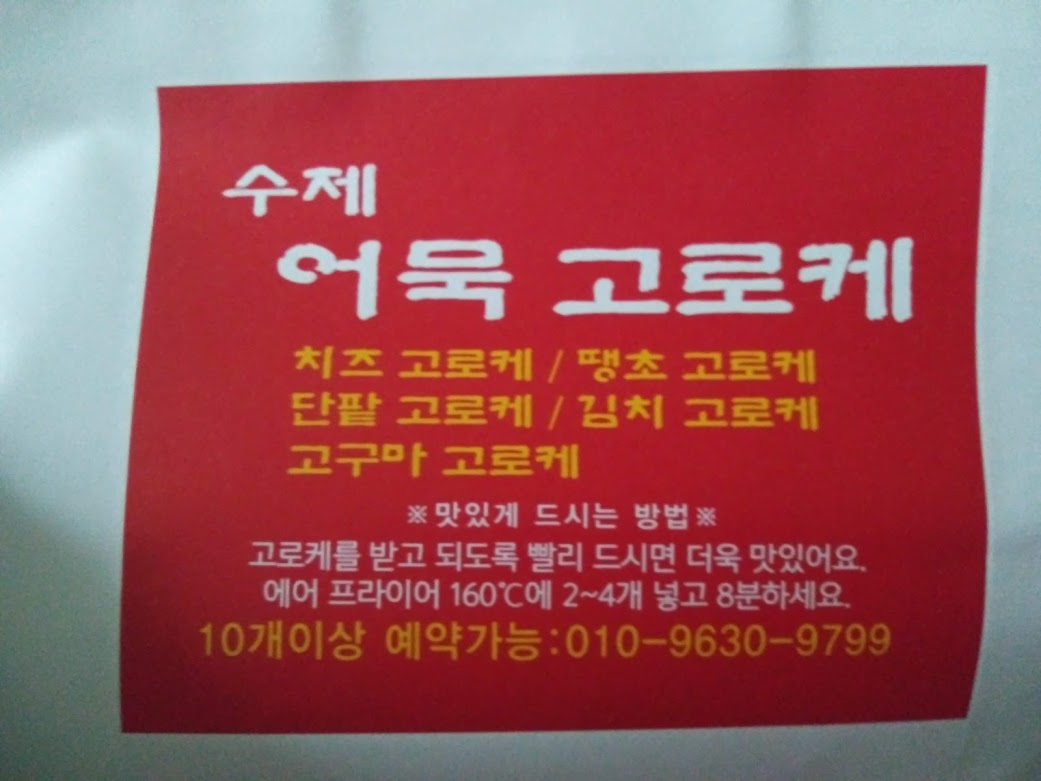 수제
어묵 고로케
치즈 고로케 / 땡초 고로케
단팥 고로케 / 김치 고로케
고구마 고로케
※맛있게 드시는 방법※
고로케를 받고 되도록 빨리 드시면 더욱 맛있어요.
에어 프라이어 160℃에 2~4개 넣고 8분하세요.
10개이상 예약가능:010-9630-9799